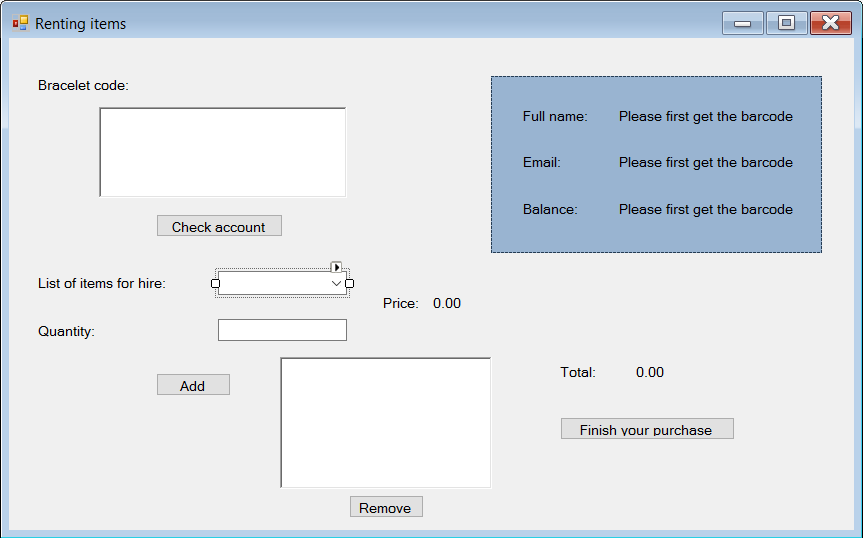 Renting items
Bracelet code:
Full name: Please first get the barcode
Email: Please first get the barcode
Balance: Please first get the barcode
Check account
List of items for hire:
Price: 0.00
Quantity:
Total: 0.00
Add
Finish your purchase
Remove